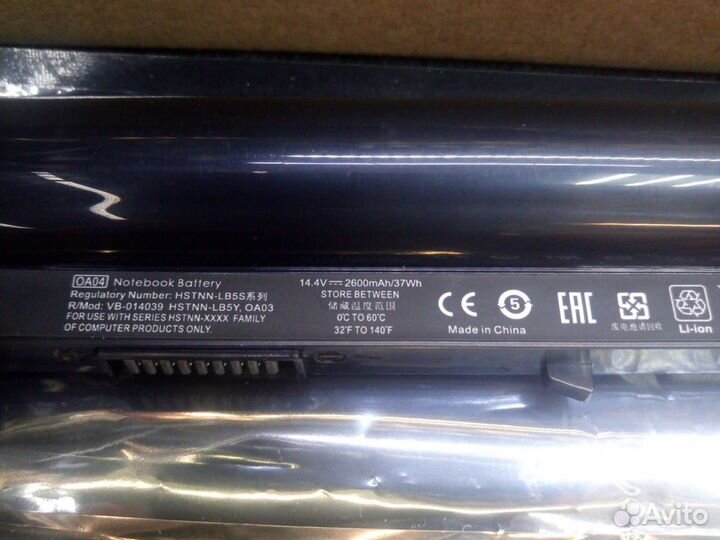 OA04 Notebook Battery
Regulatory Number: HSTNN-LB5S系列
R/Mod: VB-014039 HSTNN-LB5Y, OA03
FOR USE WITH SERIES HSTNN-XXXX FAMILY
OF COMPUTER PRODUCTS ONLY
14.4V⎓ 2600mAh/37Wh
STORE BETWEEN
储藏温度范围
0℃ TO 60℃
32℉ TO 140℉
CE 5 EAC
Made in China
废电池请回收
Li-ion
Avito